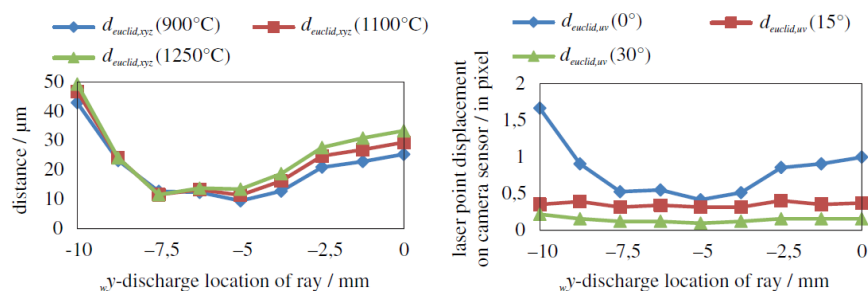 d_euclid,xyz(900°C) d_euclid,xyz(1100°C)
d_euclid,xyz(1250°C)
distance / µm
50
40
30
20
10
0
-10 −7,5 −5 −2,5 0
wy-discharge location of ray / mm
d_euclid,uv(0°) d_euclid,uv(15°)
d_euclid,uv(30°)
laser point displacement
on camera sensor / in pixel
2
1,5
1
0,5
0
−10 −7,5 −5 −2,5 0
wy-discharge location of ray / mm